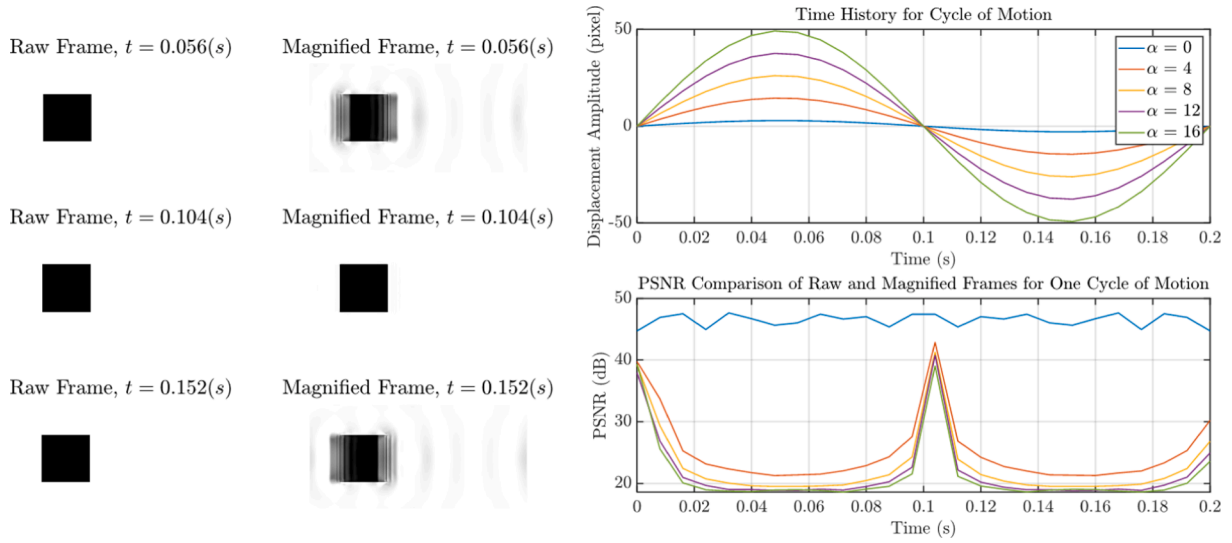 Raw Frame, t = 0.056(s)
Magnified Frame, t = 0.056(s)
Raw Frame, t = 0.104(s)
Magnified Frame, t = 0.104(s)
Raw Frame, t = 0.152(s)
Magnified Frame, t = 0.152(s)
Time History for Cycle of Motion
Displacement Amplitude (pixel)
50
0
-50
α = 0
α = 4
α = 8
α = 12
α = 16
0 0.02 0.04 0.06 0.08 0.1 0.12 0.14 0.16 0.18 0.2
Time (s)
PSNR Comparison of Raw and Magnified Frames for One Cycle of Motion
PSNR (dB)
50
40
30
20
0 0.02 0.04 0.06 0.08 0.1 0.12 0.14 0.16 0.18 0.2
Time (s)